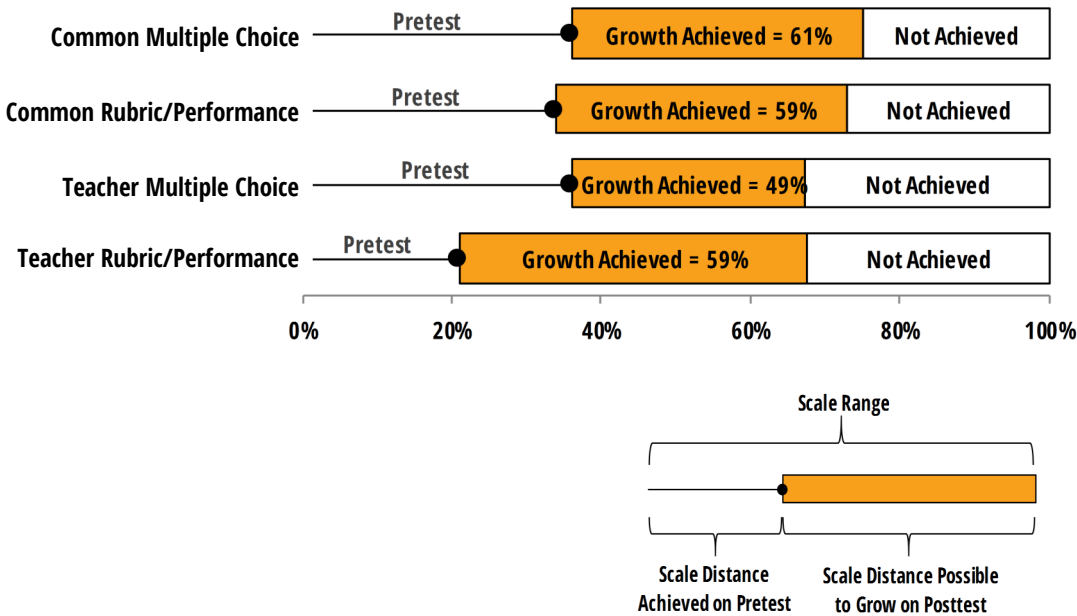 Common Multiple Choice
Pretest
Growth Achieved = 61%
Not Achieved
Common Rubric/Performance
Pretest
Growth Achieved = 59%
Not Achieved
Teacher Multiple Choice
Pretest
Growth Achieved = 49%
Not Achieved
Teacher Rubric/Performance
Pretest
Growth Achieved = 59%
Not Achieved
0%
20%
40%
60%
80%
100%
Scale Range
Scale Distance
Achieved on Pretest
Scale Distance Possible
to Grow on Posttest